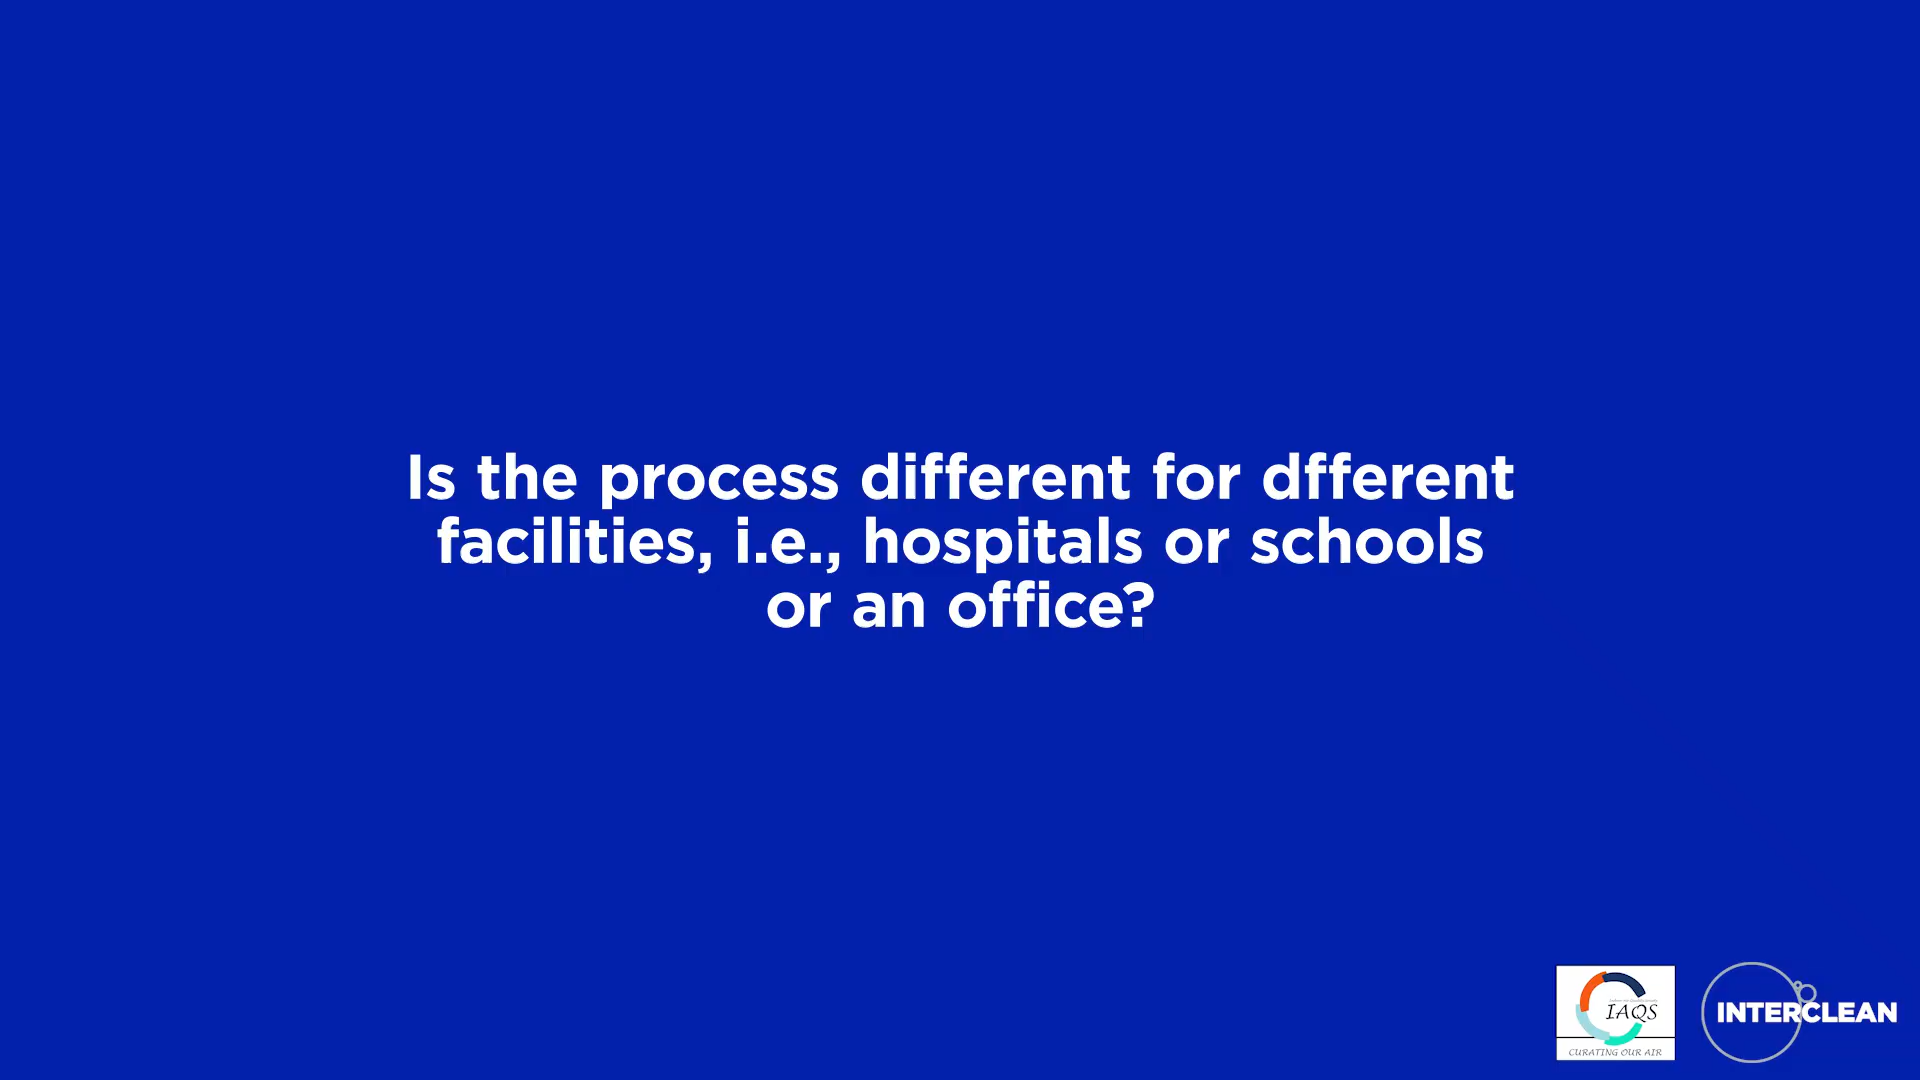 Is the process different for dfferent
facilities, i.e., hospitals or schools
or an office?
IAQS
CURATING OUR AIR
INTERCLEAN